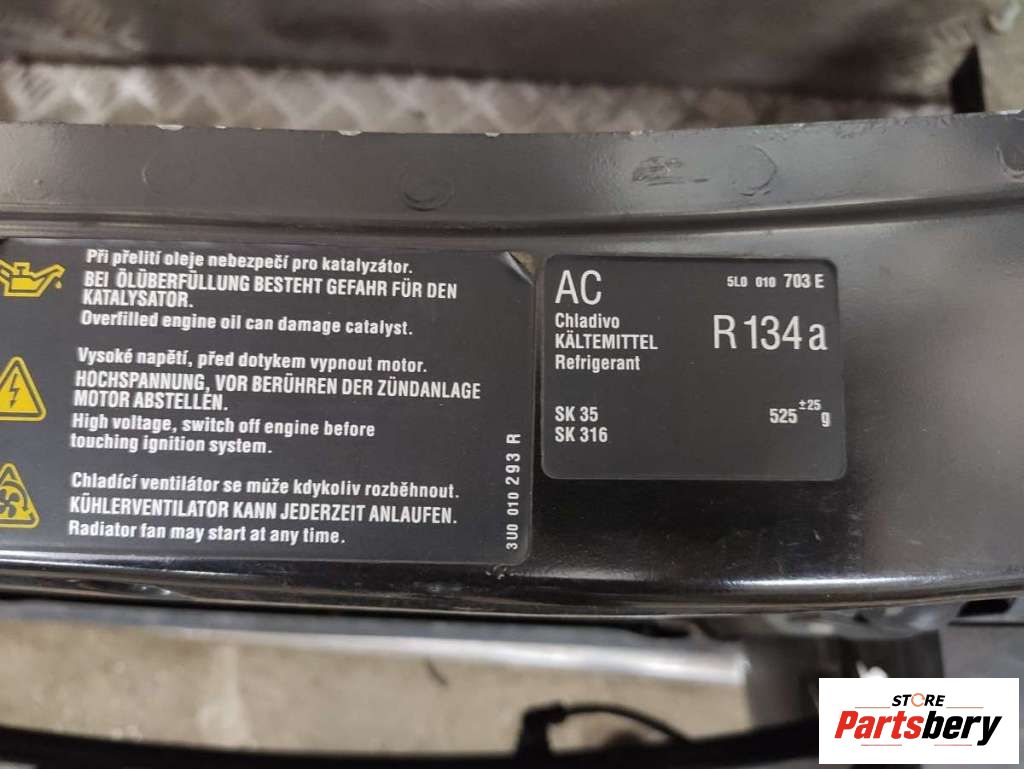 Při přelití oleje nebezpečí pro katalyzátor.
BEI ÖLÜBERFÜLLUNG BESTEHT GEFAHR FÜR DEN
KATALYSATOR.
Overfilled engine oil can damage catalyst.
Vysoké napětí, před dotykem vypnout motor.
HOCHSPANNUNG, VOR BERÜHREN DER ZÜNDANLAGE
MOTOR ABSTELLEN.
High voltage, switch off engine before
touching ignition system.
Chladící ventilátor se může kdykoliv rozběhnout.
KÜHLERVENTILATOR KANN JEDERZEIT ANLAUFEN.
Radiator fan may start at any time.
3U0 010 293 R
AC
5L0 010 703 E
Chladivo
KÄLTEMITTEL
Refrigerant
R 134 a
SK 35
SK 316
525 ±25 g
STORE
Partsbery